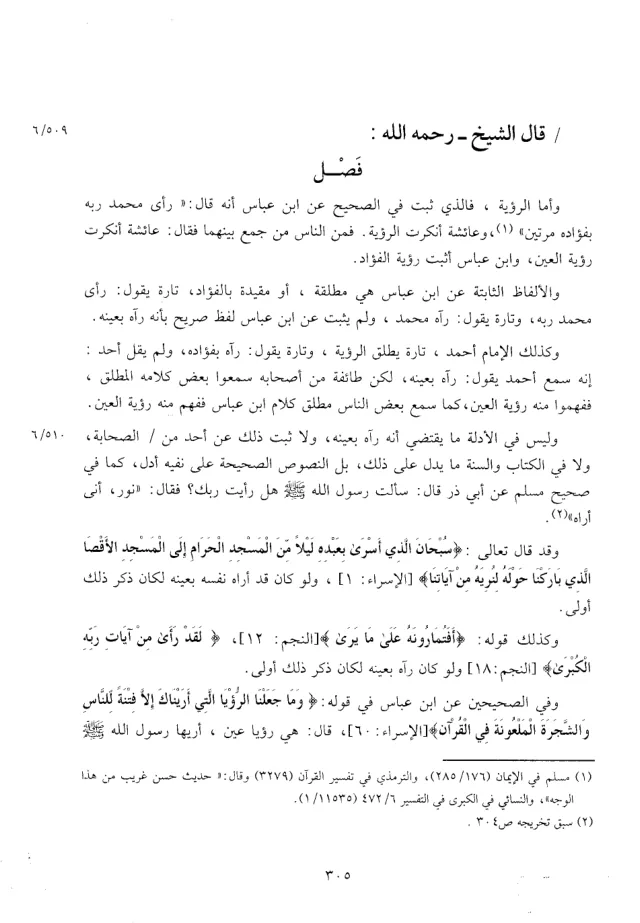 / قال الشيخ ـ رحمه الله : ٦/٥٠٩
فَصْــل
وأما الرؤية ، فالذي ثبت في الصحيح عن ابن عباس أنه قال:« رأى محمد ربه
بفؤاده مرتين» (١)،وعائشة أنكرت الرؤية. فمن الناس من جمع بينهما فقال: عائشة أنكرت
رؤية العين، وابن عباس أثبت رؤية الفؤاد.
والألفاظ الثابتة عن ابن عباس هي مطلقة ، أو مقيدة بالفؤاد، تارة يقول: رأى
محمد ربه، وتارة يقول: رآه محمد ، ولم يثبت عن ابن عباس لفظ صريح بأنه رآه بعينه.
وكذلك الإمام أحمد ، تارة يطلق الرؤية ، وتارة يقول: رآه بفؤاده، ولم يقل أحد :
إنه سمع أحمد يقول: رآه بعينه، لكن طائفة من أصحابه سمعوا بعض كلامه المطلق ،
ففهموا منه رؤية العين،كما سمع بعض الناس مطلق كلام ابن عباس ففهم منه رؤية العين.
وليس في الأدلة ما يقتضي أنه رآه بعينه، ولا ثبت ذلك عن أحد من / الصحابة، ٦/٥١٠
ولا في الكتاب والسنة ما يدل على ذلك، بل النصوص الصحيحة على نفيه أدل، كما في
صحيح مسلم عن أبي ذر قال: سألت رسول الله ﷺ هل رأيت ربك؟ فقال: «نور، أنى
أراه»(٢).
وقد قال تعالى :﴿سُبْحَانَ الَّذِي أَسْرَىٰ بِعَبْدِهِ لَيْلاً مِّنَ الْمَسْجِدِ الْحَرَامِ إِلَى الْمَسْجِدِ الأَقْصَا
الَّذِي بَارَكْنَا حَوْلَهُ لِنُرِيَهُ مِنْ آيَاتِنَا﴾ [الإسراء: ١] ، ولو كان قد أراه نفسه بعينه لكان ذكر ذلك
أولى.
وكذلك قوله: ﴿أَفَتُمَارُونَهُ عَلَىٰ مَا يَرَىٰ ﴾[النجم: ١٢]، ﴿ لَقَدْ رَأَىٰ مِنْ آيَاتِ رَبِّهِ
الْكُبْرَىٰ﴾ [النجم:١٨] ولو كان رآه بعينه لكان ذكر ذلك أولى.
وفي الصحيحين عن ابن عباس في قوله:﴿ وَمَا جَعَلْنَا الرُّؤْيَا الَّتِي أَرَيْنَاكَ إِلاَّ فِتْنَةً لِّلنَّاسِ
وَالشَّجَرَةَ الْمَلْعُونَةَ فِي الْقُرْآنِ﴾[الإسراء: ٦٠]، قال: هي رؤيا عين ، أريها رسول الله ﷺ
(١) مسلم في الإيمان (٢٨٥/١٧٦)، والترمذي في تفسير القرآن (٣٢٧٩) وقال:« حديث حسن غريب من هذا
الوجه»، والنسائي في الكبرى في التفسير ٤٧٢/٦ (١/١١٥٣٥).
(٢) سبق تخريجه ص٣٠٤ .
٣٠٥